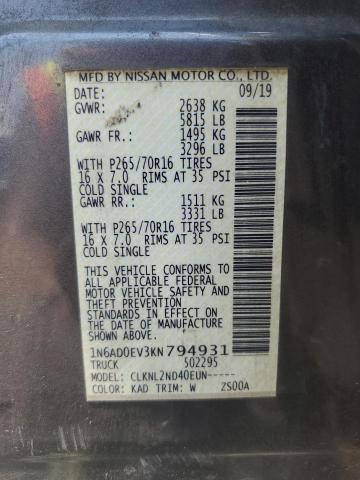 MFD BY NISSAN MOTOR CO., LTD.
DATE: 09/19
GVWR: 2638 KG
5815 LB
GAWR FR: 1495 KG
3296 LB
WITH P265/70R16 TIRES
16 X 7.0 RIMS AT 35 PSI
COLD SINGLE
GAWR RR: 1511 KG
3331 LB
WITH P265/70R16 TIRES
16 X 7.0 RIMS AT 35 PSI
COLD SINGLE
THIS VEHICLE CONFORMS TO
ALL APPLICABLE FEDERAL
MOTOR VEHICLE SAFETY AND
THEFT PREVENTION
STANDARDS IN EFFECT ON
THE DATE OF MANUFACTURE
SHOWN ABOVE.
1N6AD0EV3KN794931
TRUCK 502295
MODEL: CLKNL2ND40EUN-----
COLOR: KAD TRIM: W ZS00A